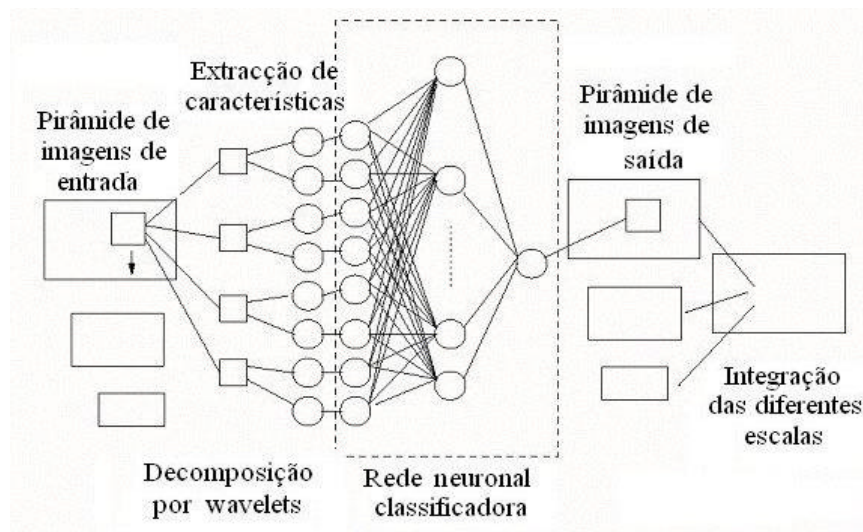 Extracção de
características
Pirâmide de
imagens de
entrada
Pirâmide de
imagens de
saída
Decomposição
por wavelets
Rede neuronal
classificadora
Integração
das diferentes
escalas